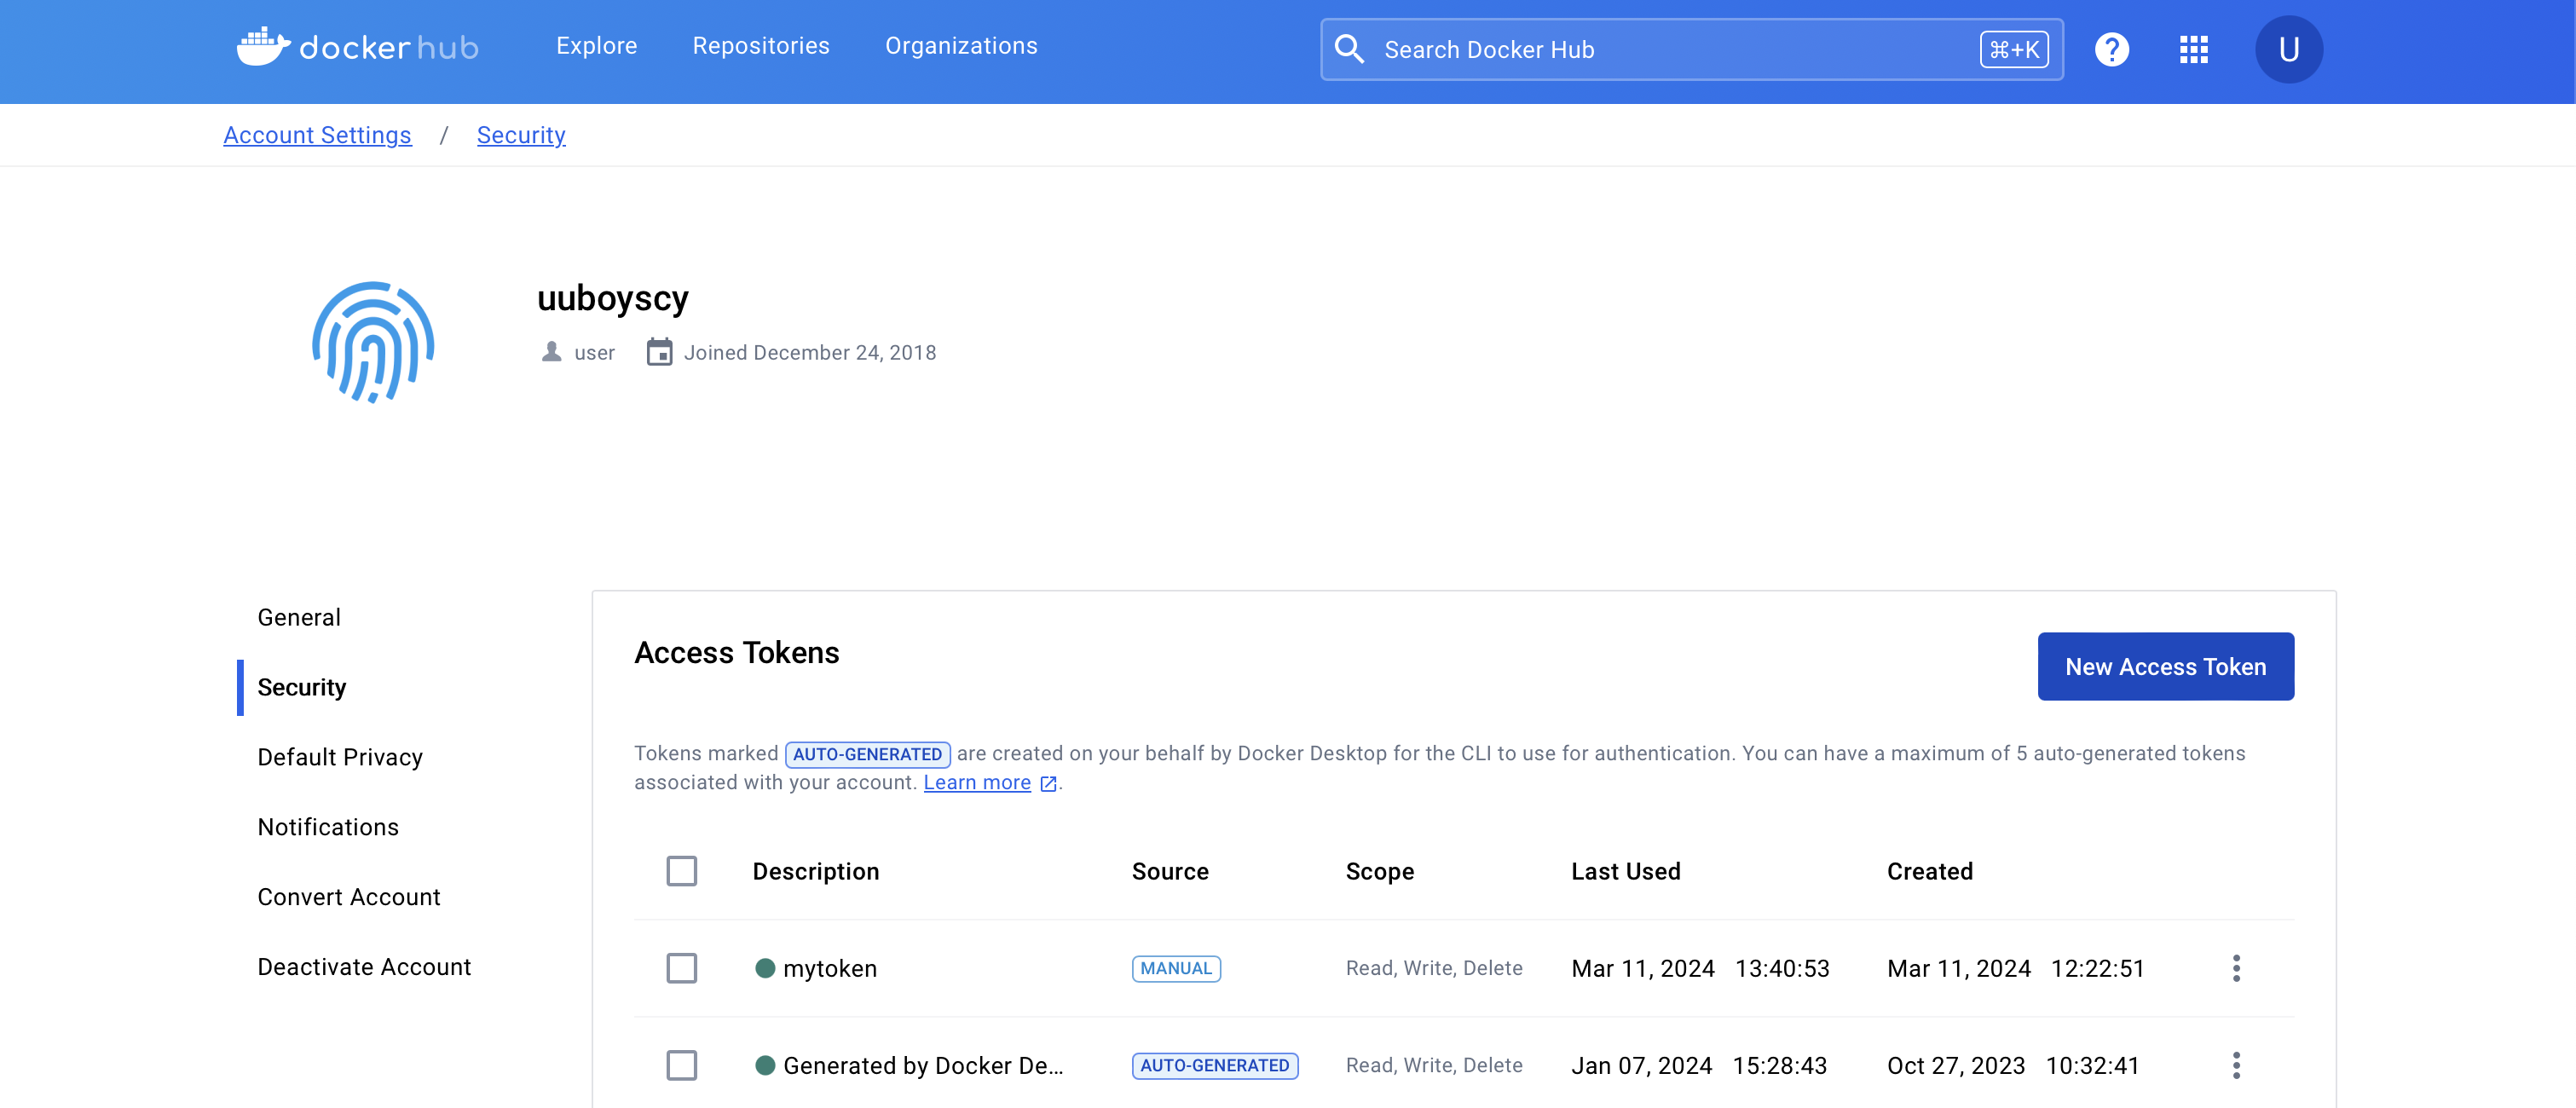 docker hub Explore Repositories Organizations Search Docker Hub ⌘+K U
Account Settings / Security
uuboyscy
user Joined December 24, 2018
General
Security
Default Privacy
Notifications
Convert Account
Deactivate Account
Access Tokens
New Access Token
Tokens marked AUTO-GENERATED are created on your behalf by Docker Desktop for the CLI to use for authentication. You can have a maximum of 5 auto-generated tokens
associated with your account. Learn more.
Description Source Scope Last Used Created
mytoken MANUAL Read, Write, Delete Mar 11, 2024 13:40:53 Mar 11, 2024 12:22:51
Generated by Docker De... AUTO-GENERATED Read, Write, Delete Jan 07, 2024 15:28:43 Oct 27, 2023 10:32:41